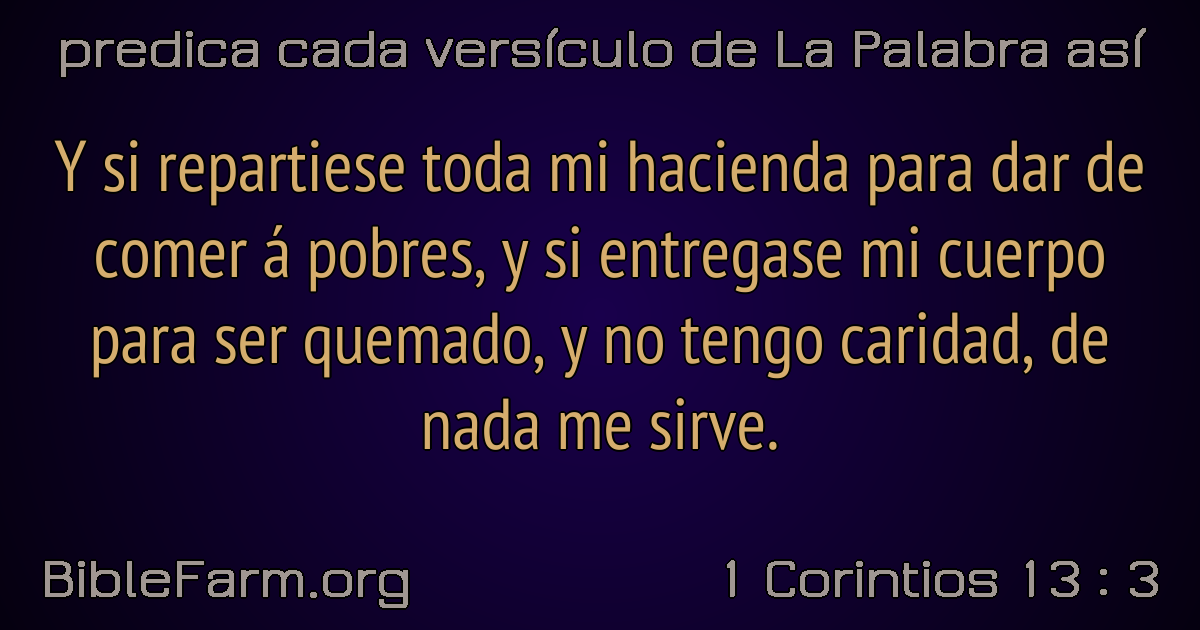 predica cada versículo de La Palabra así
Y si repartiese toda mi hacienda para dar de
comer á pobres, y si entregase mi cuerpo
para ser quemado, y no tengo caridad, de
nada me sirve.
BibleFarm.org
1 Corintios 13 : 3